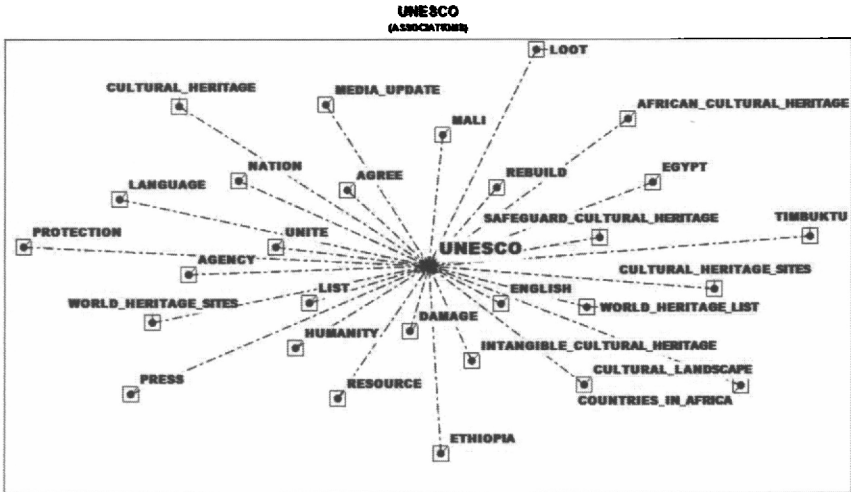 UNESCO
(ASSOCIATIONS)
LOOT
CULTURAL_HERITAGE
MEDIA_UPDATE
AFRICAN_CULTURAL_HERITAGE
MALI
NATION
AGREE
REBUILD
EGYPT
LANGUAGE
SAFEGUARD_CULTURAL_HERITAGE
TIMBUKTU
PROTECTION
UNITE
UNESCO
AGENCY
CULTURAL_HERITAGE_SITES
LIST
ENGLISH
WORLD_HERITAGE_SITES
WORLD_HERITAGE_LIST
DAMAGE
HUMANITY
INTANGIBLE_CULTURAL_HERITAGE
CULTURAL_LANDSCAPE
PRESS
RESOURCE
COUNTRIES_IN_AFRICA
ETHIOPIA